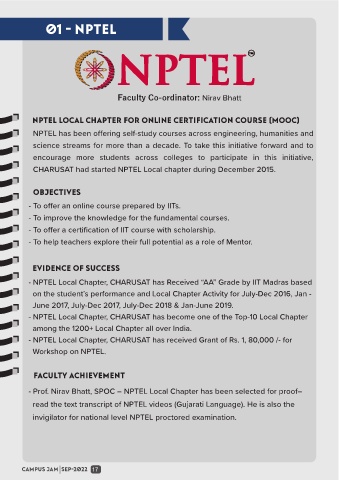 01 - NPTEL
NPTEL
Faculty Co-ordinator: Nirav Bhatt
NPTEL LOCAL CHAPTER FOR ONLINE CERTIFICATION COURSE (MOOC)
NPTEL has been offering self-study courses across engineering, humanities and
science streams for more than a decade. To take this initiative forward and to
encourage more students across colleges to participate in this initiative,
CHARUSAT had started NPTEL Local chapter during December 2015.
OBJECTIVES
- To offer an online course prepared by IITs.
- To improve the knowledge for the fundamental courses.
- To offer a certification of IIT course with scholarship.
- To help teachers explore their full potential as a role of Mentor.
EVIDENCE OF SUCCESS
- NPTEL Local Chapter, CHARUSAT has Received “AA” Grade by IIT Madras based
on the student’s performance and Local Chapter Activity for July-Dec 2016, Jan -
June 2017, July-Dec 2017, July-Dec 2018 & Jan-June 2019.
- NPTEL Local Chapter, CHARUSAT has become one of the Top-10 Local Chapter
among the 1200+ Local Chapter all over India.
- NPTEL Local Chapter, CHARUSAT has received Grant of Rs. 1, 80,000 /- for
Workshop on NPTEL.
FACULTY ACHIEVEMENT
- Prof. Nirav Bhatt, SPOC – NPTEL Local Chapter has been selected for proof–
read the text transcript of NPTEL videos (Gujarati Language). He is also the
invigilator for national level NPTEL proctored examination.
CAMPUS JAM|SEP-2022 17